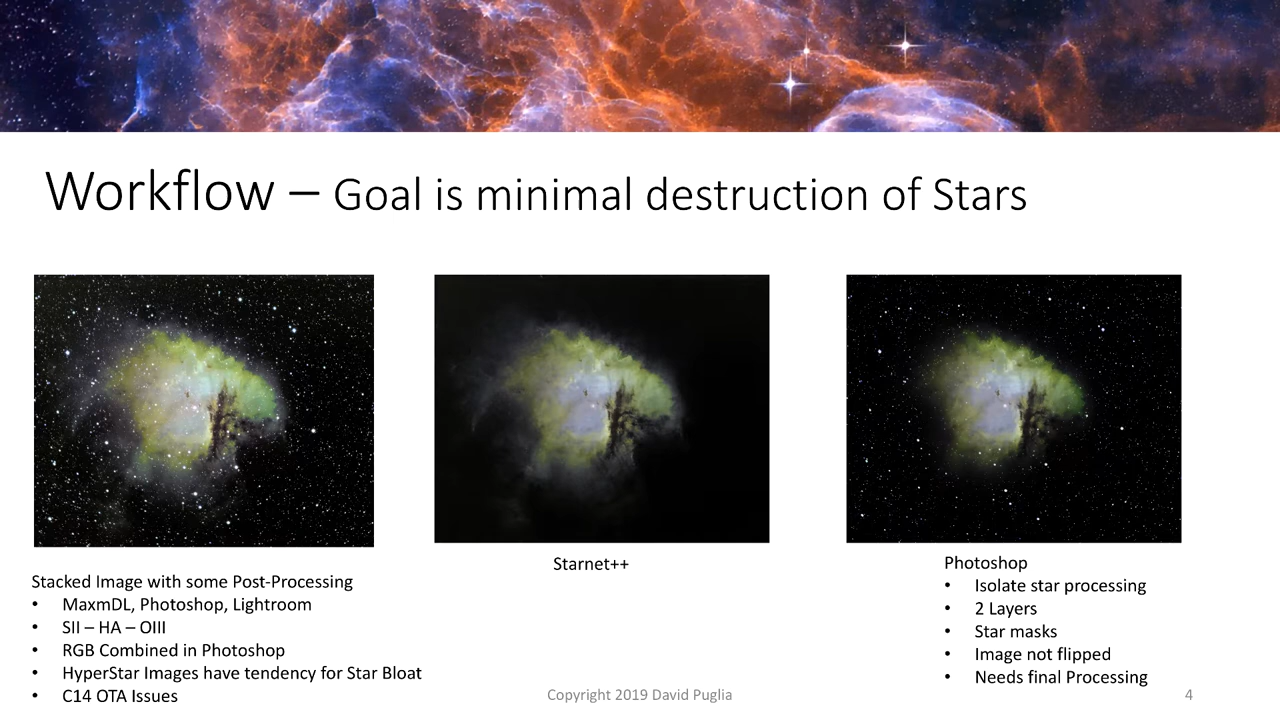 Workflow – Goal is minimal destruction of Stars
Stacked Image with some Post-Processing
• MaxmDL, Photoshop, Lightroom
• SII – HA – OIII
• RGB Combined in Photoshop
• HyperStar Images have tendency for Star Bloat
• C14 OTA Issues
Starnet++
Photoshop
• Isolate star processing
• 2 Layers
• Star masks
• Image not flipped
• Needs final Processing
Copyright 2019 David Puglia
4